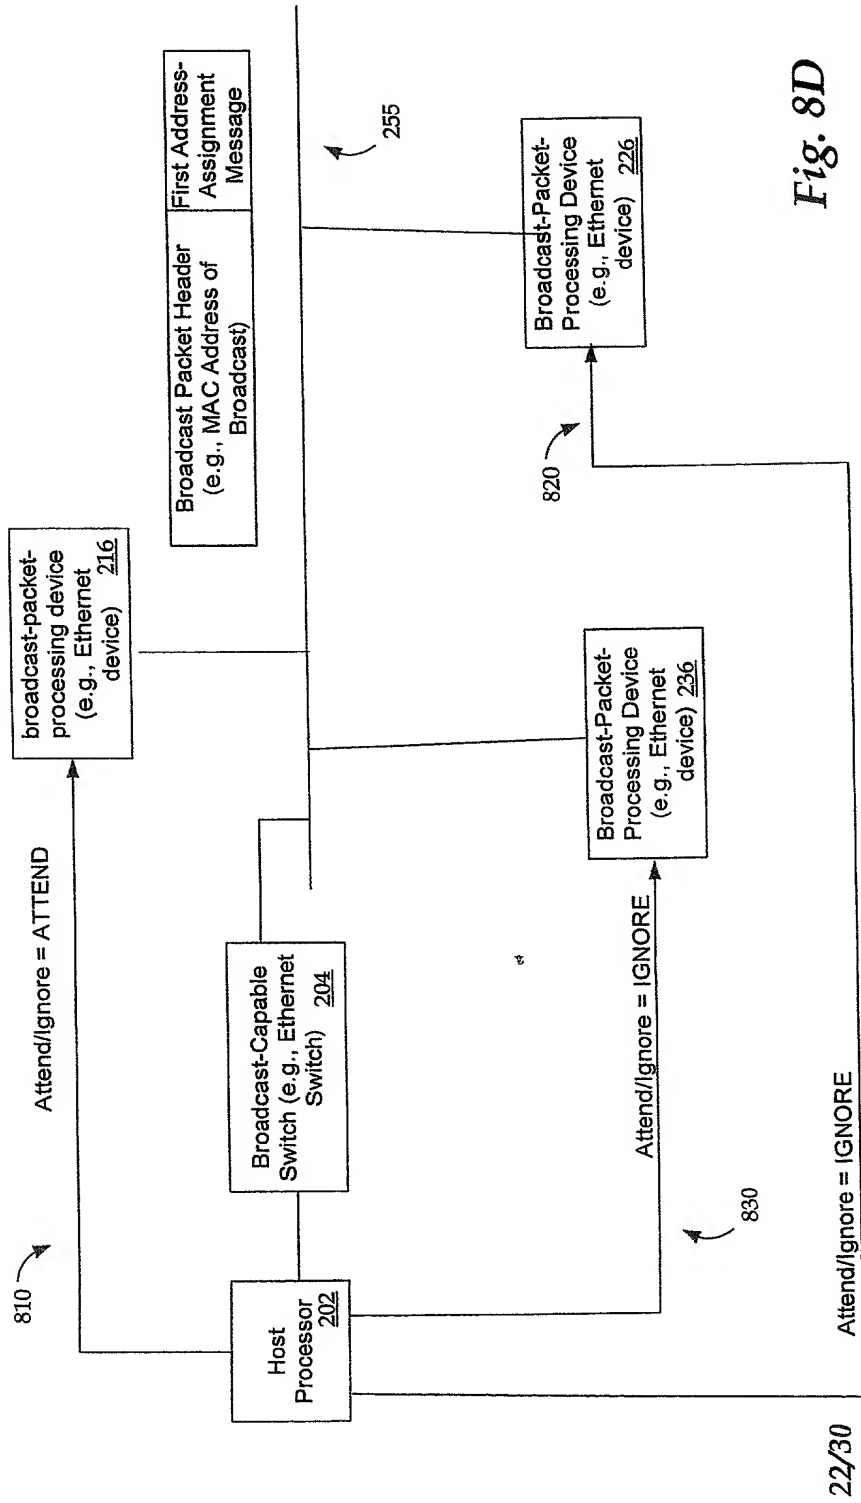 22/30
810
Attend/Ignore = ATTEND
broadcast-packet-
processing device
(e.g., Ethernet
device) 216
Broadcast Packet Header
(e.g., MAC Address of
Broadcast)
First Address-
Assignment
Message
255
Host
Processor
202
Broadcast-Capable
Switch (e.g., Ethernet
Switch) 204
Attend/Ignore = IGNORE
830
Broadcast-Packet-
Processing Device
(e.g., Ethernet
device) 236
820
Broadcast-Packet-
Processing Device
(e.g., Ethernet
device) 226
Attend/Ignore = IGNORE
Fig. 8D